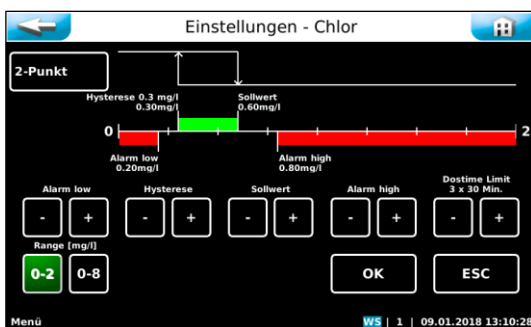 Einstellungen - Chlor
2-Punkt
Hysterese 0.3 mg/l
0.30mg/l
Sollwert
0.60mg/l
0
2
Alarm low
0.20mg/l
Alarm high
0.80mg/l
Alarm low
Hysterese
Sollwert
Alarm high
Dostime Limit
3 x 30 Min.
- + - + - + - + - +
Range [mg/l]
0-2 0-8 OK ESC
Menü WS | 1 | 09.01.2018 13:10:28